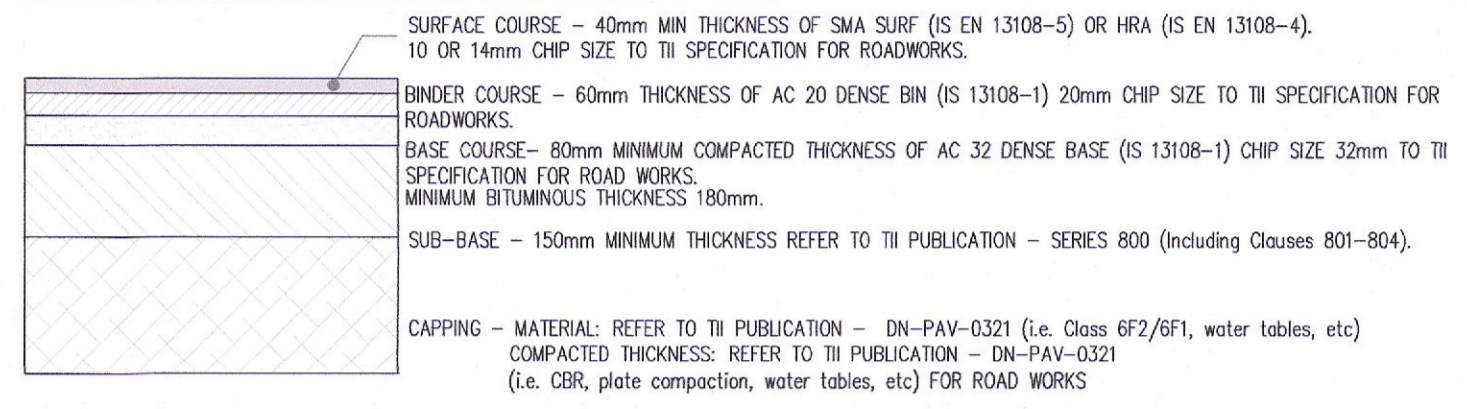 SURFACE COURSE – 40mm MIN THICKNESS OF SMA SURF (IS EN 13108–5) OR HRA (IS EN 13108–4).
10 OR 14mm CHIP SIZE TO TII SPECIFICATION FOR ROADWORKS.
BINDER COURSE – 60mm THICKNESS OF AC 20 DENSE BIN (IS 13108–1) 20mm CHIP SIZE TO TII SPECIFICATION FOR
ROADWORKS.
BASE COURSE– 80mm MINIMUM COMPACTED THICKNESS OF AC 32 DENSE BASE (IS 13108–1) CHIP SIZE 32mm TO TII
SPECIFICATION FOR ROAD WORKS.
MINIMUM BITUMINOUS THICKNESS 180mm.
SUB–BASE – 150mm MINIMUM THICKNESS REFER TO TII PUBLICATION – SERIES 800 (Including Clauses 801–804).
CAPPING – MATERIAL: REFER TO TII PUBLICATION – DN–PAV–0321 (i.e. Class 6F2/6F1, water tables, etc)
COMPACTED THICKNESS: REFER TO TII PUBLICATION – DN–PAV–0321
(i.e. CBR, plate compaction, water tables, etc) FOR ROAD WORKS